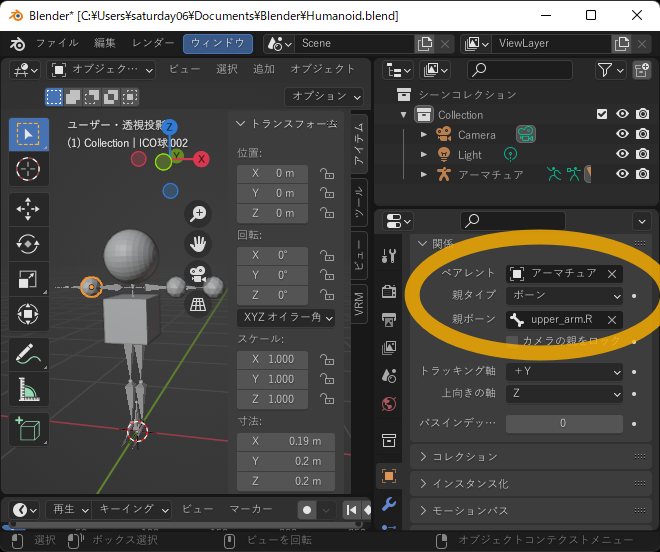 Blender* [C:¥Users¥saturday06¥Documents¥Blender¥Humanoid.blend]
ファイル 編集 レンダー ウィンドウ Scene ViewLayer
オブジェク… ビュー 選択 追加 オブジェクト
オプション
シーンコレクション
Collection
Camera
Light
アーマチュア
ユーザー・透視投影
(1) Collection | ICO球.002
トランスフォーム
位置:
X 0 m
Y 0 m
Z 0 m
回転:
X 0°
Y 0°
Z 0°
XYZ オイラー角
スケール:
X 1.000
Y 1.000
Z 1.000
寸法:
X 0.19 m
Y 0.2 m
Z 0.2 m
アイテム
ツール
ビュー
VRM
Z
Y
X
関係
ペアレント アーマチュア
親タイプ ボーン
親ボーン upper_arm.R
カメラの親をロック
トラッキング軸 +Y
上向きの軸 Z
パスインデッ… 0
コレクション
インスタンス化
モーションパス
再生 キーイング ビュー マーカー
選択 ボックス選択 ビューを回転 オブジェクトコンテクストメニュー